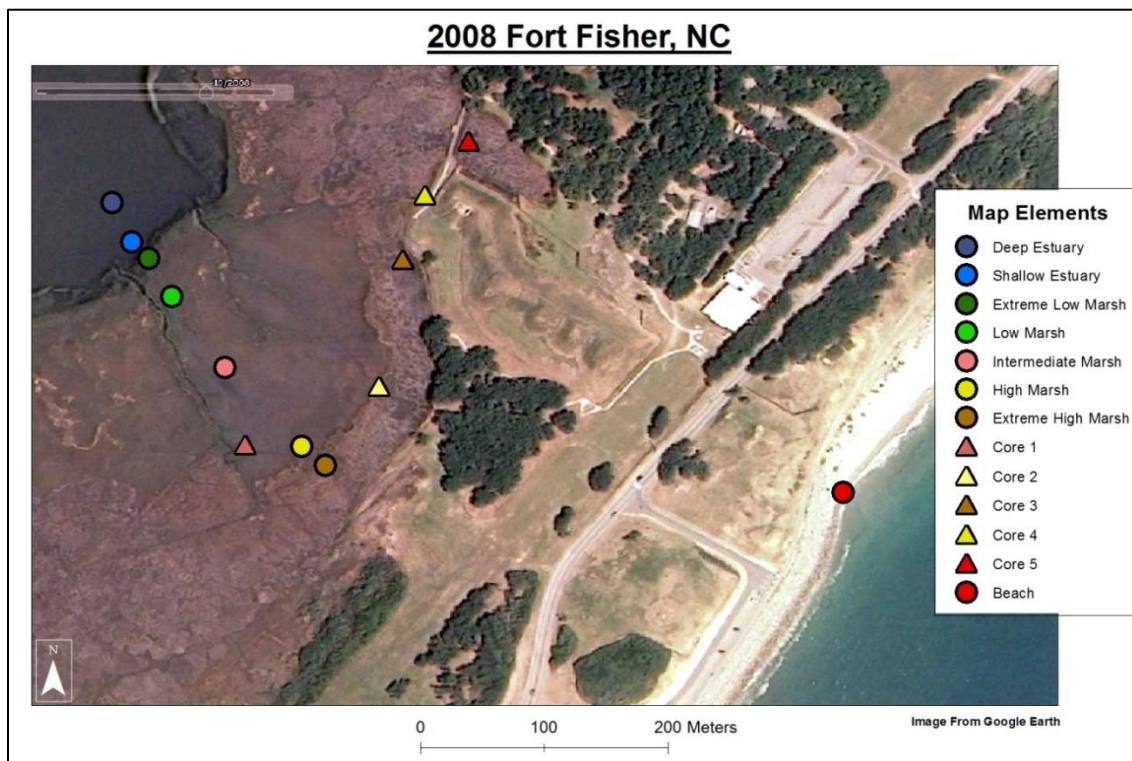 2008 Fort Fisher, NC
10/2008
Map Elements
Deep Estuary
Shallow Estuary
Extreme Low Marsh
Low Marsh
Intermediate Marsh
High Marsh
Extreme High Marsh
Core 1
Core 2
Core 3
Core 4
Core 5
Beach
N
0 100 200 Meters
Image From Google Earth